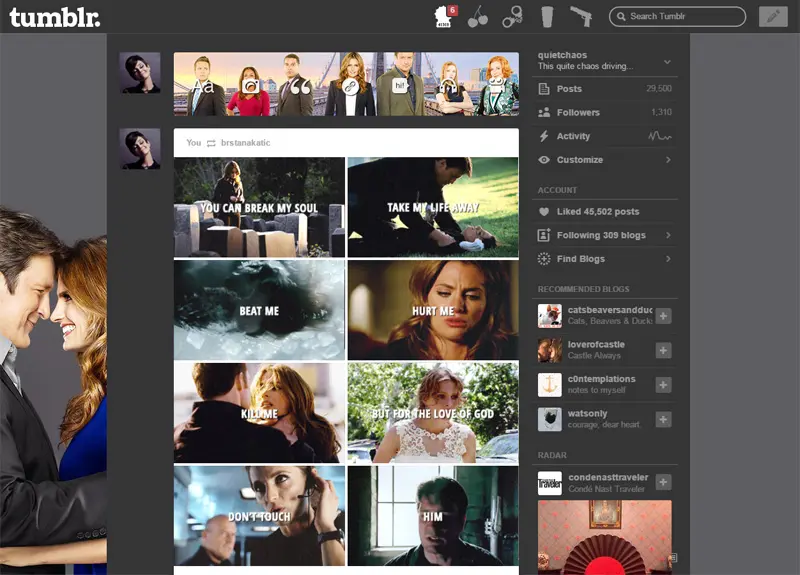 tumblr.
6
Search Tumblr
Aa
hi!
quietchaos
This quite chaos driving...
Posts
29,500
Followers
1,310
Activity
Customize
ACCOUNT
Liked 45,502 posts
Following 309 blogs
Find Blogs
RECOMMENDED BLOGS
catsbeaversandduc
Cats, Beavers & Ducks
loverofcastle
Castle Always
c0ntemplations
notes to myself
watsonly
courage, dear heart.
RADAR
condenasttraveler
Condé Nast Traveler
Traveler
You brstanakatic
YOU CAN BREAK MY SOUL
TAKE MY LIFE AWAY
BEAT ME
HURT ME
KILL ME
BUT FOR THE LOVE OF GOD
DON'T TOUCH
HIM